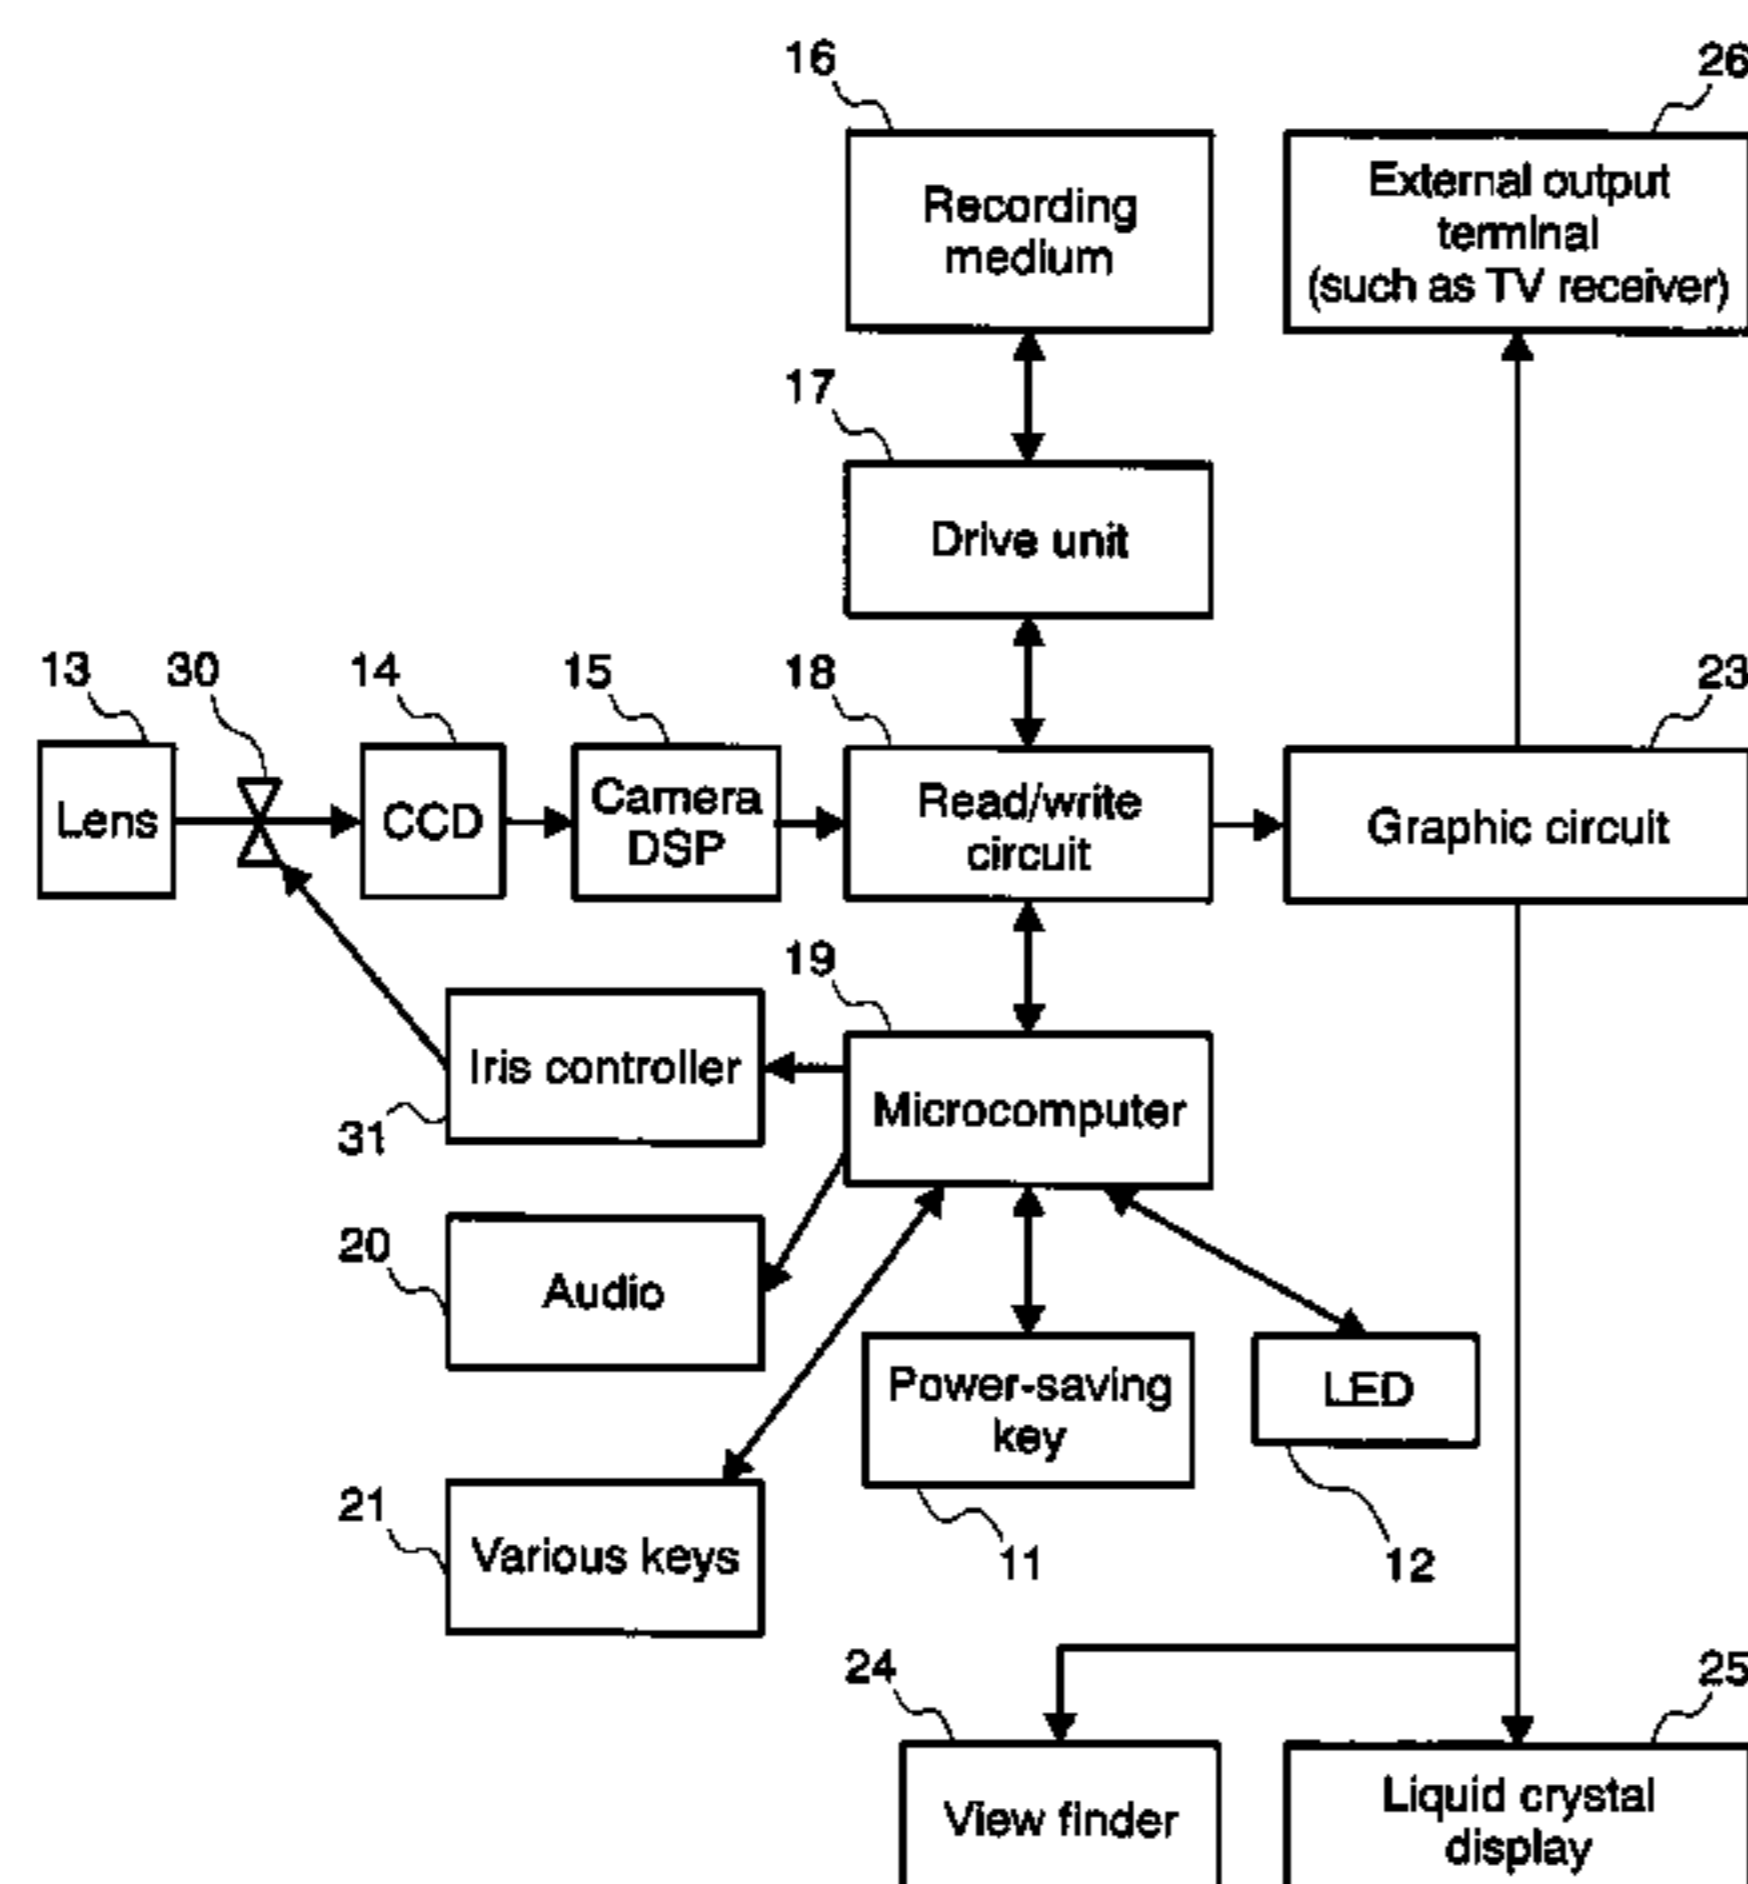 16
26
Recording
medium
External output
terminal
(such as TV receiver)
17
Drive unit
13
30
14
15
18
23
Lens
CCD
Camera
DSP
Read/write
circuit
Graphic circuit
19
Iris controller
31
Microcomputer
20
Audio
Power-saving
key
LED
21
Various keys
11
12
24
25
View finder
Liquid crystal
display